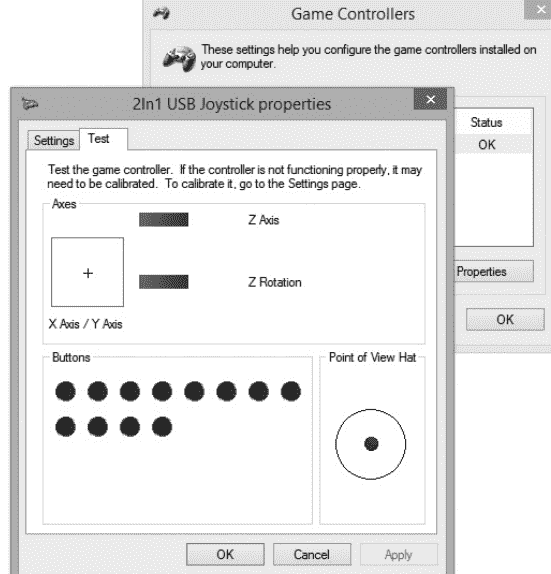 Game Controllers
These settings help you configure the game controllers installed on
your computer.
Status
OK
Properties
OK
2In1 USB Joystick properties
Settings
Test
Test the game controller. If the controller is not functioning properly, it may
need to be calibrated. To calibrate it, go to the Settings page.
Axes
Z Axis
Z Rotation
X Axis / Y Axis
Buttons
Point of View Hat
OK
Cancel
Apply